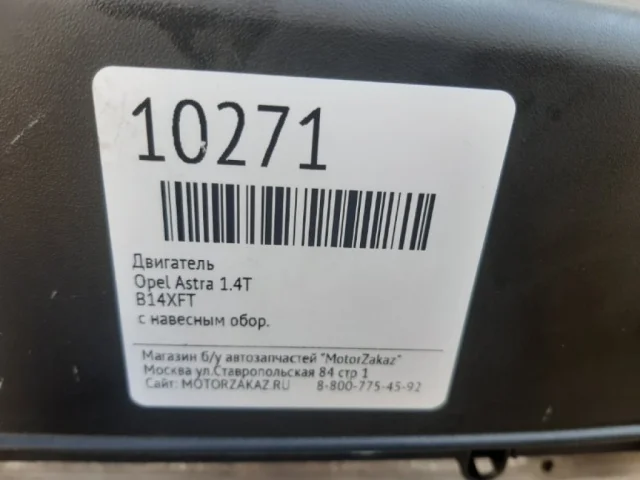 10271
Двигатель
Opel Astra 1.4T
B14XFT
с навесным обор.
Магазин б/у автозапчастей "MotorZakaz"
Москва ул.Ставропольская 84 стр 1
Сайт: MOTORZAKAZ.RU 8-800-775-45-92